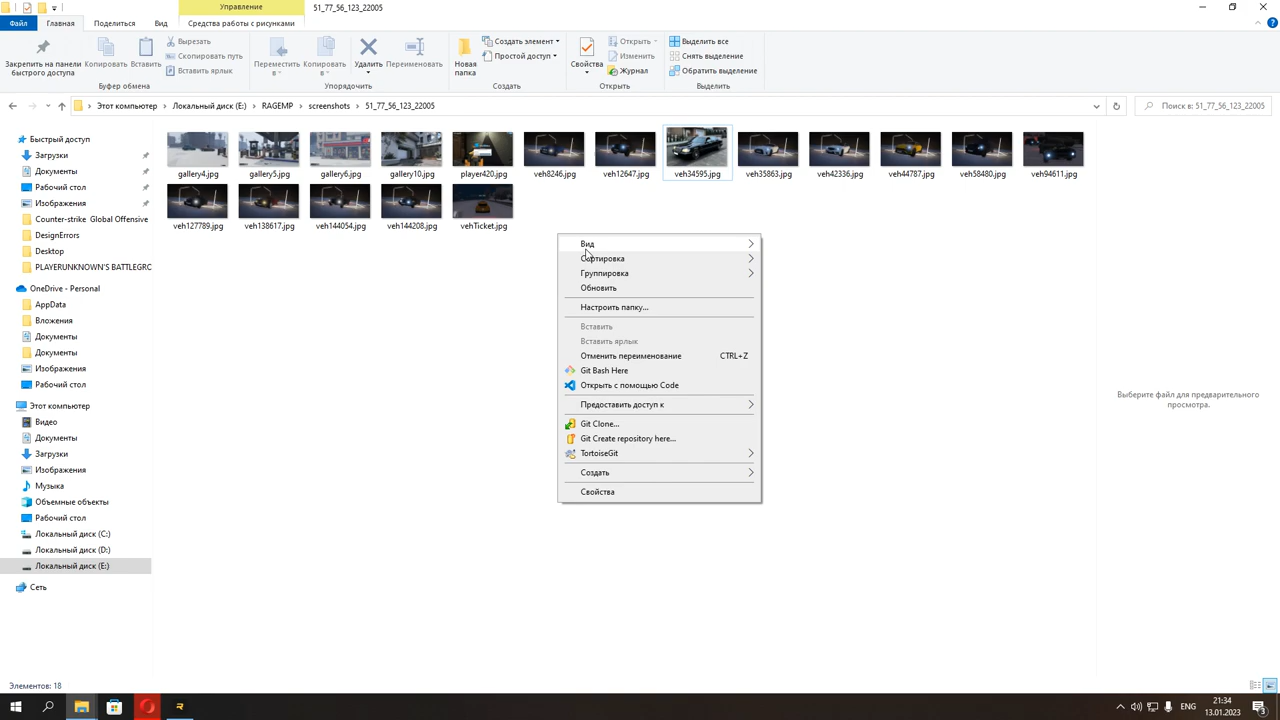 Управление
51_77_56_123_22005
Файл
Главная
Поделиться
Вид
Средства работы с рисунками
Закрепить на панели быстрого доступа
Копировать
Вставить
Вырезать
Скопировать путь
Вставить ярлык
Переместить в
Копировать в
Удалить
Переименовать
Новая папка
Создать элемент
Простой доступ
Свойства
Открыть
Изменить
Журнал
Выделить все
Снять выделение
Обратить выделение
Буфер обмена
Упорядочить
Создать
Открыть
Выделить
Этот компьютер
Локальный диск (E:)
RAGEMP
screenshots
51_77_56_123_22005
Поиск в: 51_77_56_123_22005
Быстрый доступ
Загрузки
Документы
Рабочий стол
Изображения
Counter-strike Global Offensive
DesignErrors
Desktop
PLAYERUNKNOWN'S BATTLEGRC
OneDrive - Personal
AppData
Вложения
Документы
Документы
Изображения
Рабочий стол
Этот компьютер
Видео
Документы
Загрузки
Изображения
Музыка
Объемные объекты
Рабочий стол
Локальный диск (C:)
Локальный диск (D:)
Локальный диск (E:)
Сеть
gallery4.jpg
gallery5.jpg
gallery6.jpg
gallery10.jpg
player420.jpg
veh8246.jpg
veh12647.jpg
veh34595.jpg
veh35863.jpg
veh42336.jpg
veh44787.jpg
veh58480.jpg
veh94611.jpg
veh127789.jpg
veh138617.jpg
veh144054.jpg
veh144208.jpg
vehTicket.jpg
Вид
Сортировка
Группировка
Обновить
Настроить папку...
Вставить
Вставить ярлык
Отменить переименование CTRL+Z
Git Bash Here
Открыть с помощью Code
Предоставить доступ к
Git Clone...
Git Create repository here...
TortoiseGit
Создать
Свойства
Выберите файл для предварительного
просмотра.
Элементов: 18
ENG
21:34
13.01.2023
3